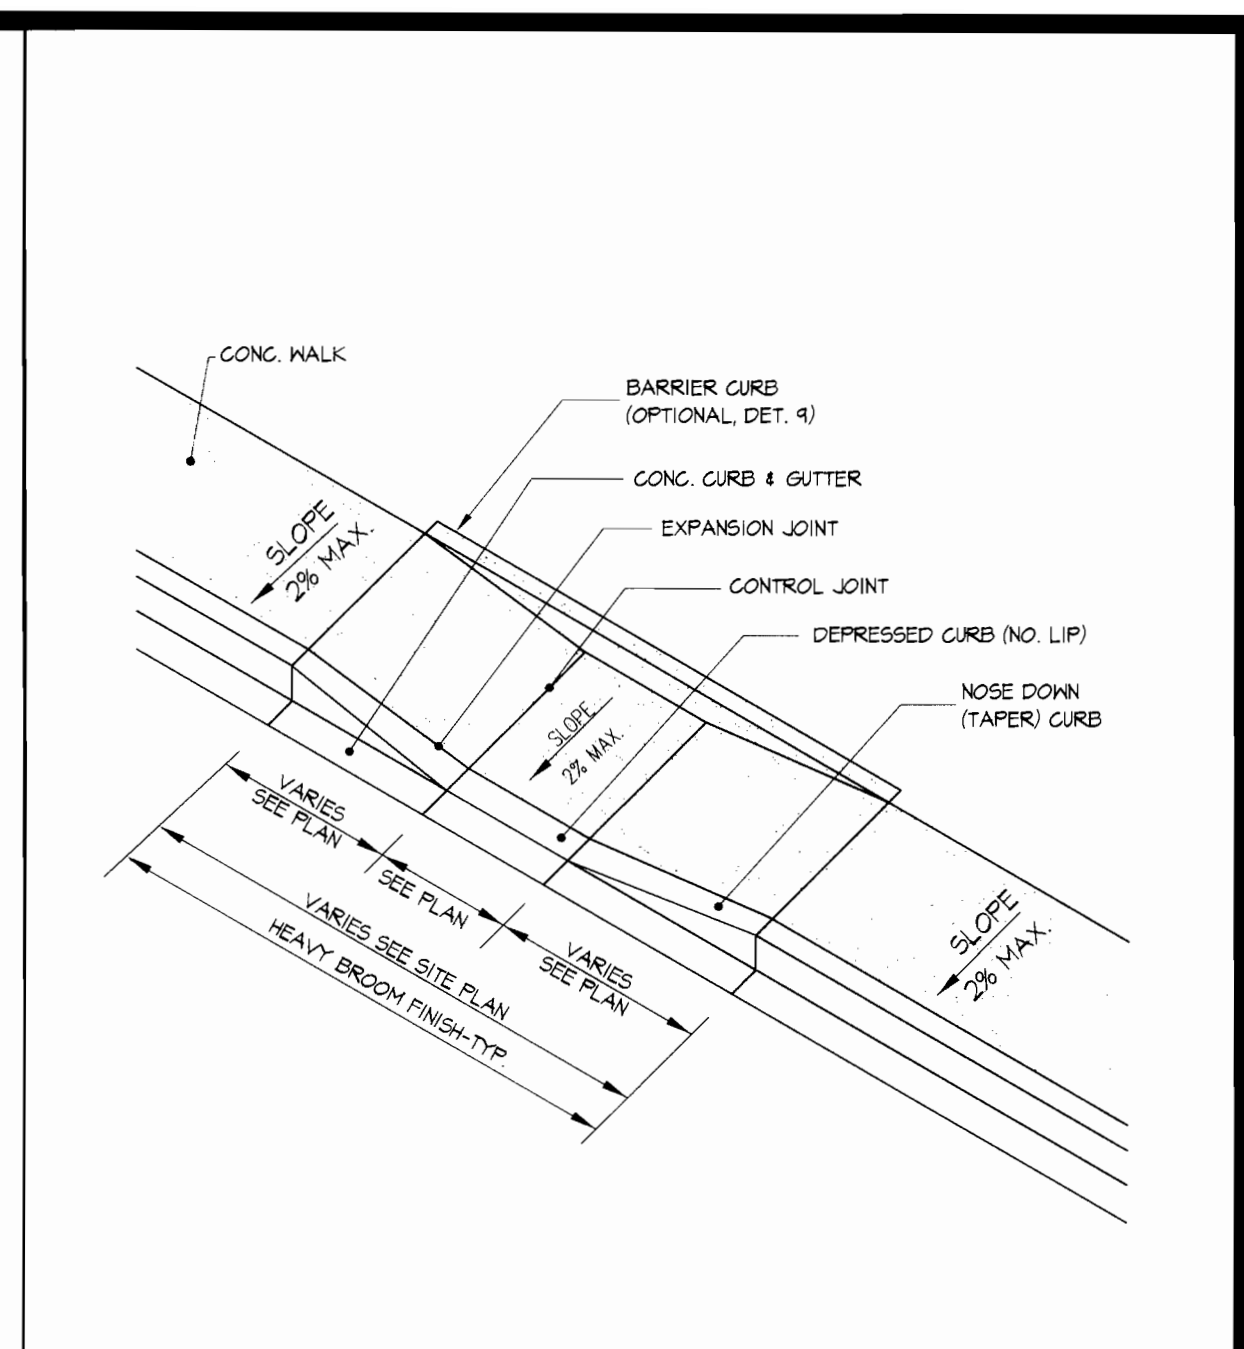 CONC. WALK
BARRIER CURB
(OPTIONAL, DET. 9)
CONC. CURB & GUTTER
EXPANSION JOINT
CONTROL JOINT
DEPRESSED CURB (NO. LIP)
NOSE DOWN
(TAPER) CURB
SLOPE
2% MAX.
SLOPE
2% MAX.
SLOPE
2% MAX.
VARIES
SEE PLAN
SEE PLAN
VARIES
SEE PLAN
VARIES SEE SITE PLAN
HEAVY BROOM FINISH-TYP.